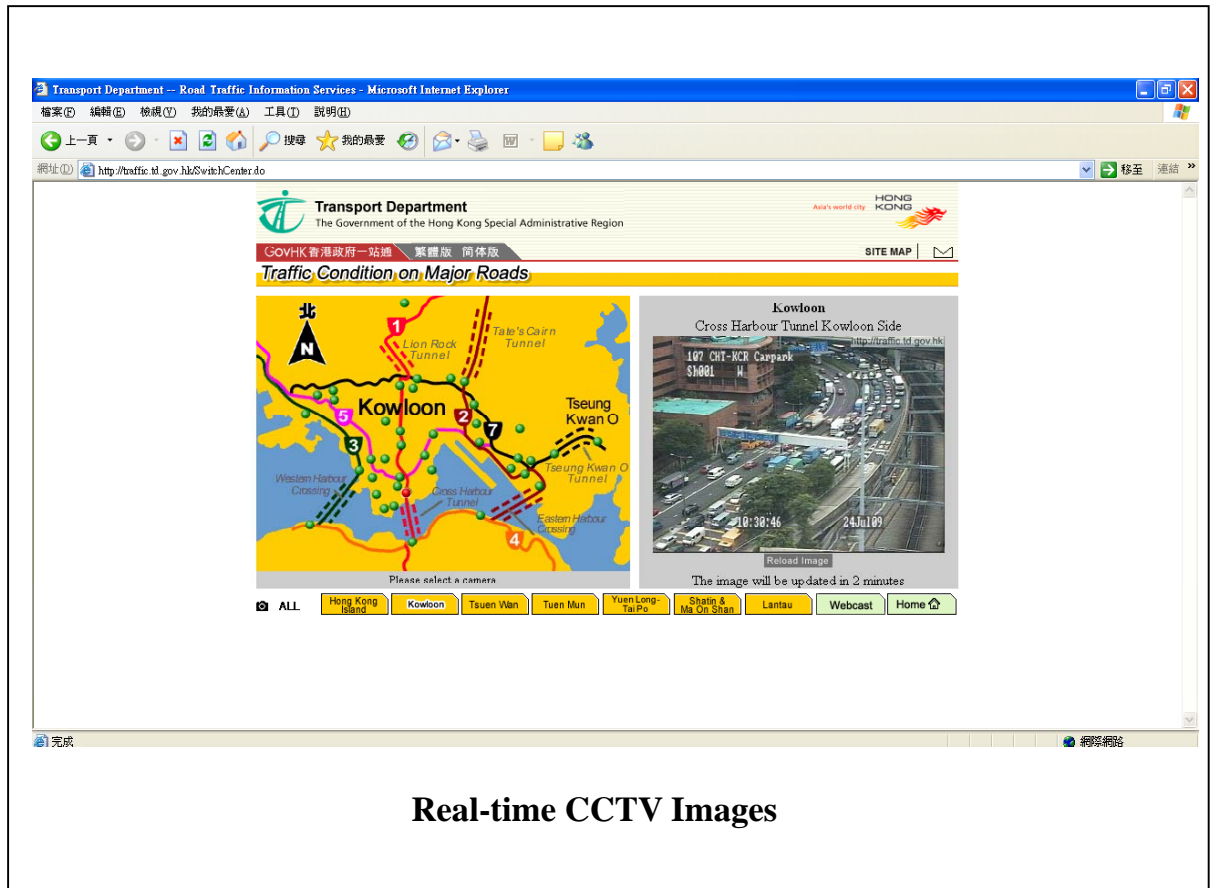 Transport Department -- Road Traffic Information Services - Microsoft Internet Explorer
檔案(F) 編輯(E) 檢視(V) 我的最愛(A) 工具(T) 說明(H)
上一頁 搜尋 我的最愛
網址(D) http://traffic.td.gov.hk/SwitchCenter.do 移至 連結 »
Transport Department
The Government of the Hong Kong Special Administrative Region
Asia's world city HONG KONG
GOVHK 香港政府一站通 繁體版 简体版 SITE MAP
Traffic Condition on Major Roads
北
N
1
Lion Rock
Tunnel
Tate's Cairn
Tunnel
5
Kowloon
2
7
Tseung
Kwan O
3
Western Harbour
Crossing
Cross Harbour
Tunnel
Tseung Kwan O
Tunnel
Eastern Harbour
Crossing
4
Please select a camera
Kowloon
Cross Harbour Tunnel Kowloon Side
http://traffic.td.gov.hk
107 CHT-KCR Carpark
Sh001 W
10:30:46 24Jul09
Reload Image
The image will be updated in 2 minutes
ALL
Hong Kong
Island
Kowloon
Tsuen Wan
Tuen Mun
Yuen Long-
Tai Po
Shatin &
Ma On Shan
Lantau
Webcast
Home
完成 網際網路
Real-time CCTV Images